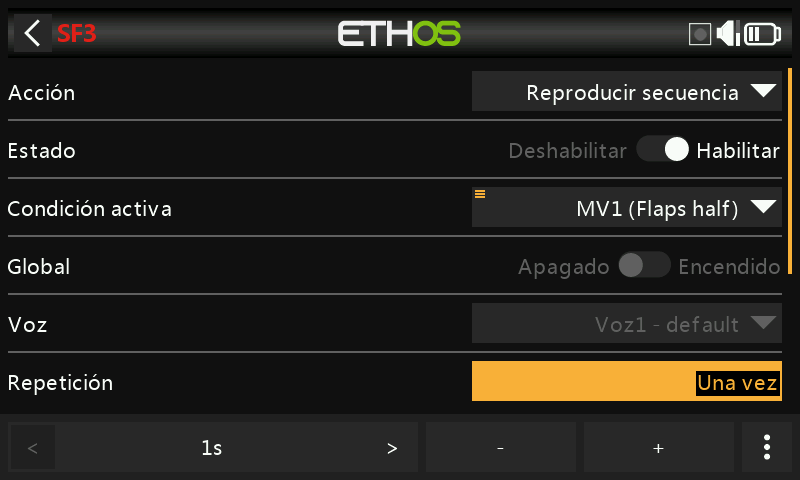 < SF3 ETHOS
Acción Reproducir secuencia
Estado Deshabilitar Habilitar
Condición activa MV1 (Flaps half)
Global Apagado Encendido
Voz Voz1 - default
Repetición Una vez
< 1s > - +